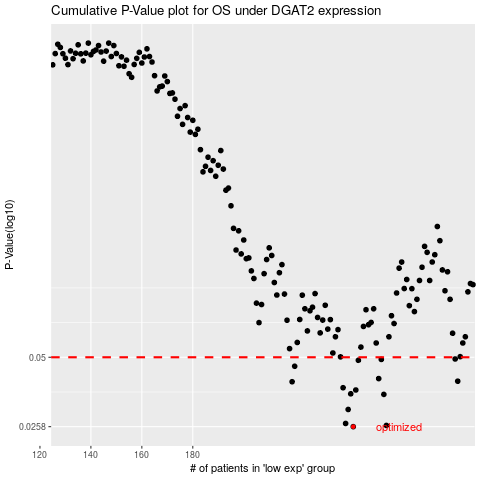 Cumulative P-Value plot for OS under DGAT2 expression
P-Value(log10)
0.05
0.0258
optimized
120 140 160 180
# of patients in 'low exp' group